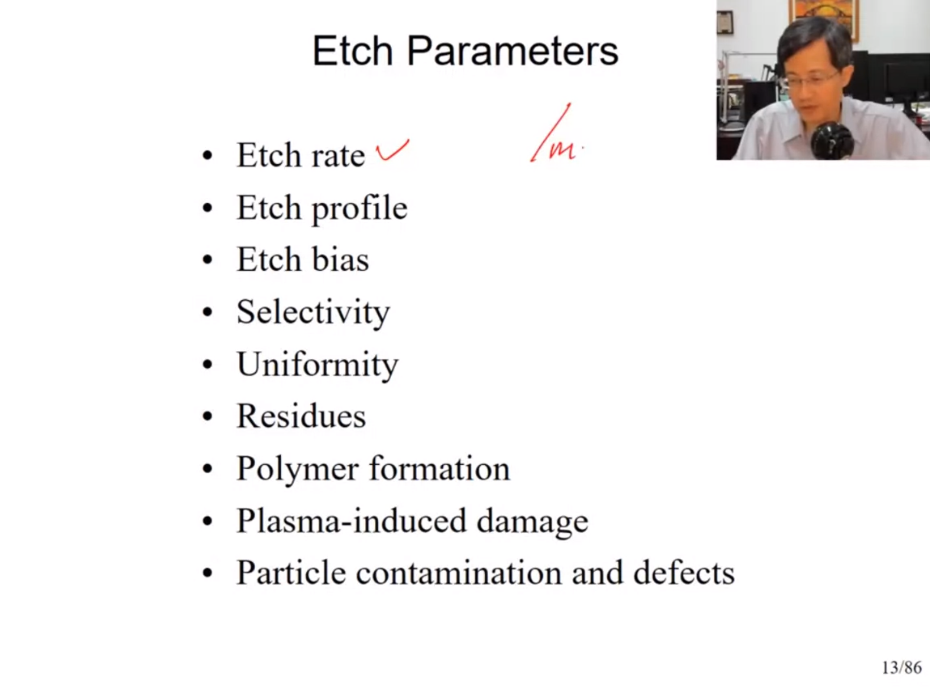 Etch Parameters
• Etch rate
/m
• Etch profile
• Etch bias
• Selectivity
• Uniformity
• Residues
• Polymer formation
• Plasma-induced damage
• Particle contamination and defects
13/86